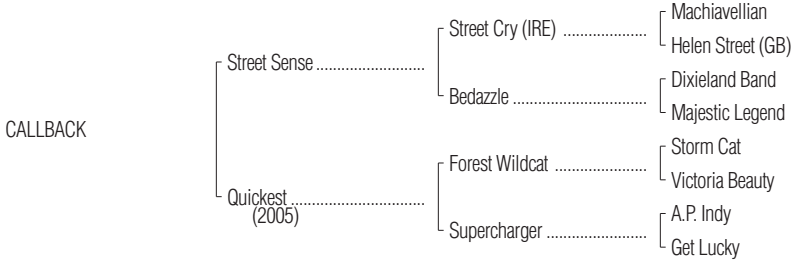 Machiavellian
Street Cry (IRE) ......................
Helen Street (GB)
Street Sense ............................
Dixieland Band
Bedazzle ...................................
Majestic Legend
CALLBACK
Storm Cat
Forest Wildcat ........................
Victoria Beauty
Quickest ...................................
(2005)
A.P. Indy
Supercharger ..........................
Get Lucky